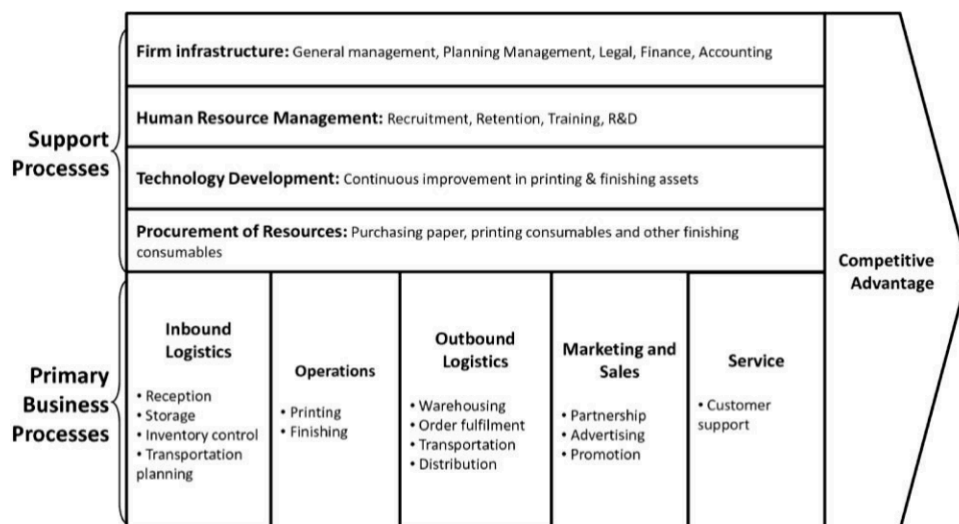 Support
Processes
Firm infrastructure: General management, Planning Management, Legal, Finance, Accounting
Human Resource Management: Recruitment, Retention, Training, R&D
Technology Development: Continuous improvement in printing & finishing assets
Procurement of Resources: Purchasing paper, printing consumables and other finishing
consumables
Competitive
Advantage
Primary
Business
Processes
Inbound
Logistics
• Reception
• Storage
• Inventory control
• Transportation
planning
Operations
• Printing
• Finishing
Outbound
Logistics
• Warehousing
• Order fulfilment
• Transportation
• Distribution
Marketing and
Sales
• Partnership
• Advertising
• Promotion
Service
• Customer
support